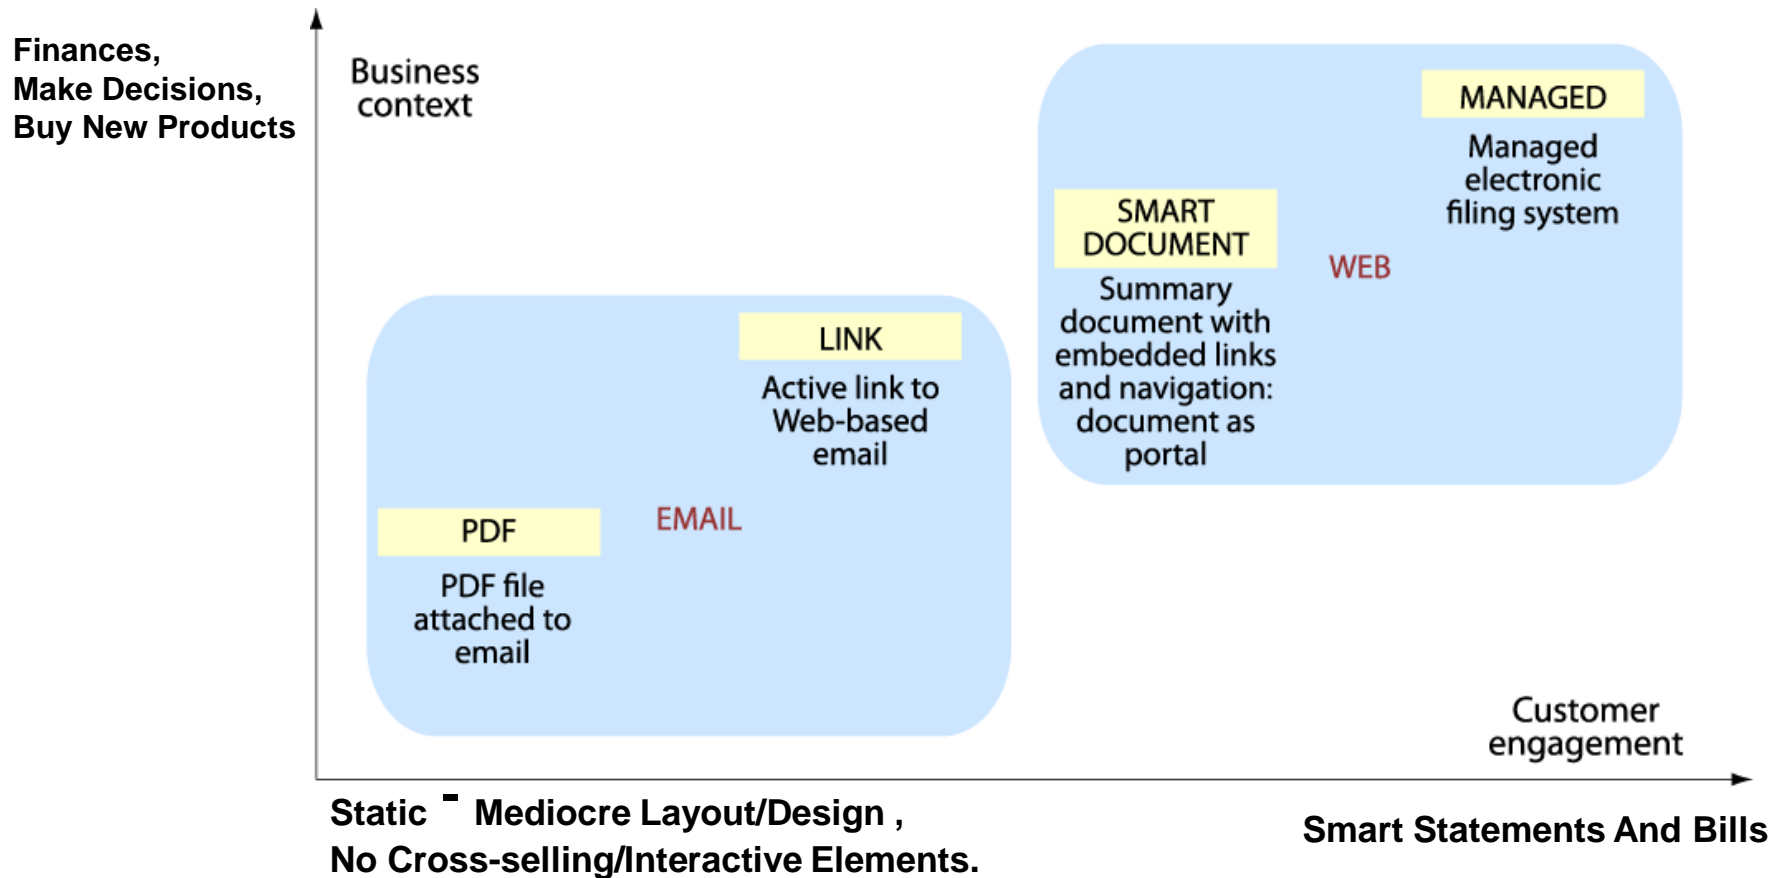 Finances,
Make Decisions,
Buy New Products
Business
context
MANAGED
Managed
electronic
filing system
SMART
DOCUMENT
WEB
Summary
document with
embedded links
and navigation:
document as
portal
LINK
Active link to
Web-based
email
EMAIL
PDF
PDF file
attached to
email
Customer
engagement
Static - Mediocre Layout/Design ,
No Cross-selling/Interactive Elements.
Smart Statements And Bills